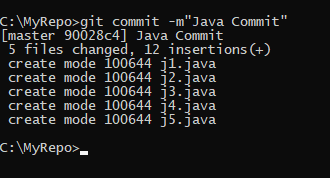 C:\MyRepo>git commit -m"Java Commit"
[master 90028c4] Java Commit
 5 files changed, 12 insertions(+)
 create mode 100644 j1.java
 create mode 100644 j2.java
 create mode 100644 j3.java
 create mode 100644 j4.java
 create mode 100644 j5.java
C:\MyRepo>